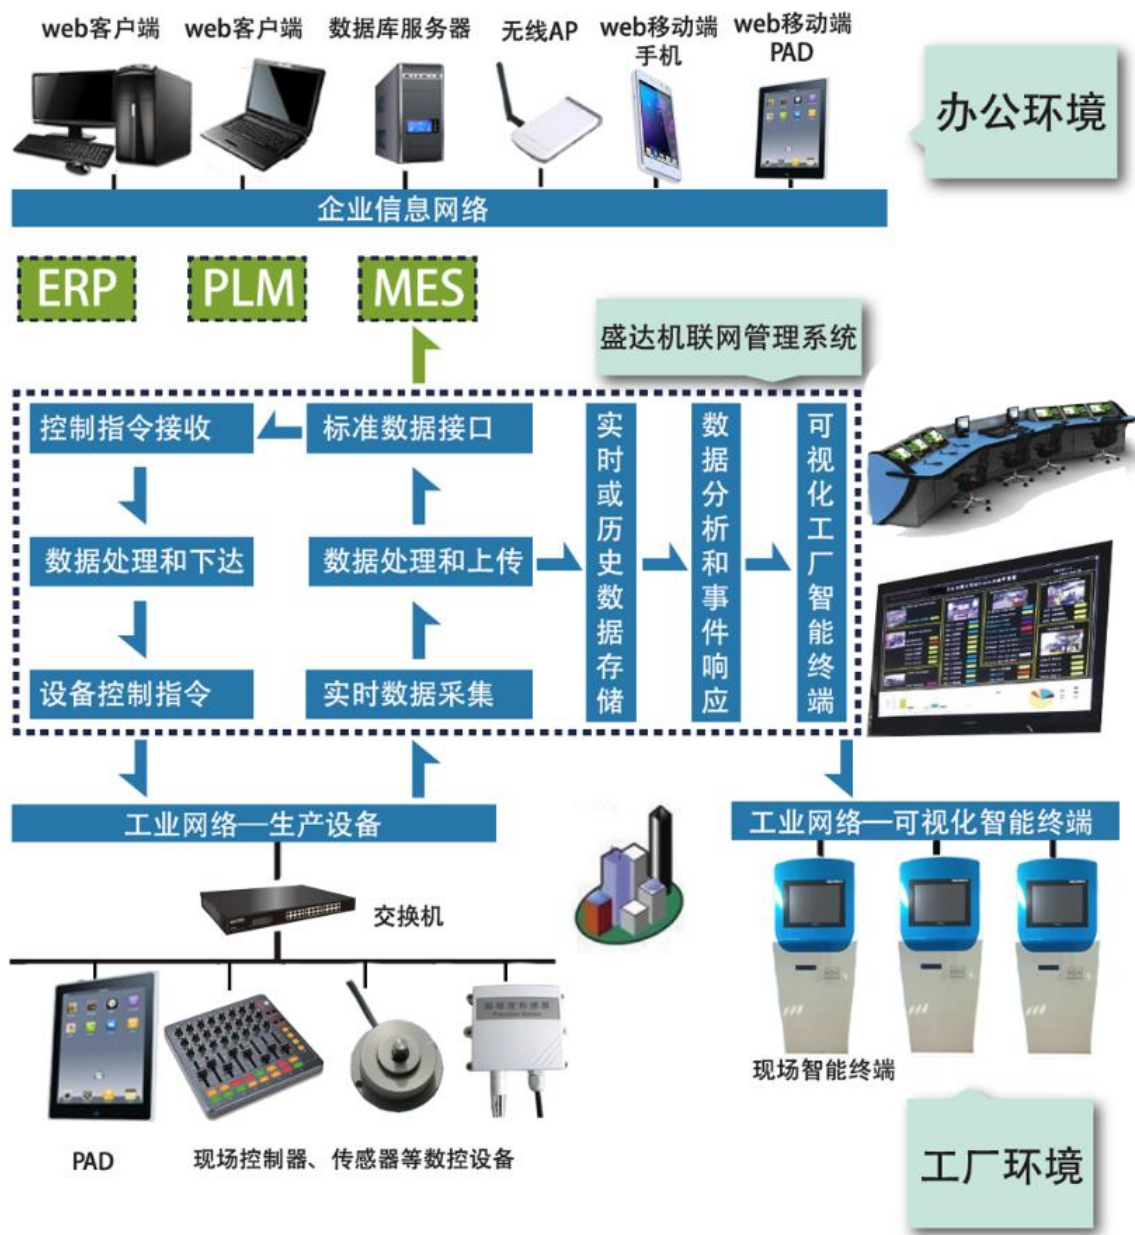 web客户端
web客户端
数据库服务器
无线AP
web移动端
手机
web移动端
PAD
办公环境
企业信息网络
ERP
PLM
MES
盛达机联网管理系统
控制指令接收
标准数据接口
数据处理和下达
数据处理和上传
设备控制指令
实时数据采集
实时或历史数据存储
数据分析和事件响应
可视化工厂智能终端
工业网络—生产设备
工业网络—可视化智能终端
交换机
现场智能终端
PAD
现场控制器、传感器等数控设备
工厂环境